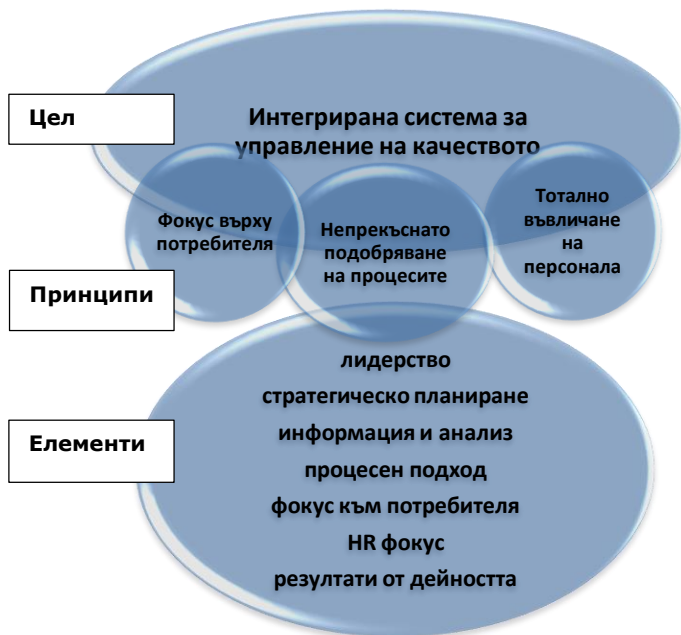 Цел
Интегрирана система за
управление на качеството
Фокус върху
потребителя
Непрекъснато
подобряване
на процесите
Тотално
въвличане
на
персонала
Принципи
Елементи
лидерство
стратегическо планиране
информация и анализ
процесен подход
фокус към потребителя
HR фокус
резултати от дейността